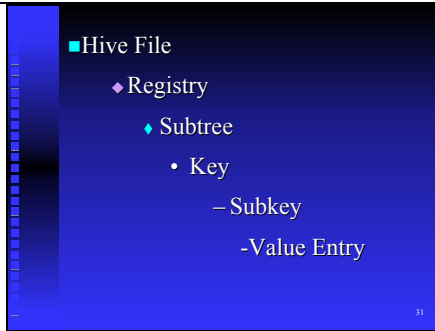 Hive File
Registry
Subtree
• Key
– Subkey
-Value Entry
31